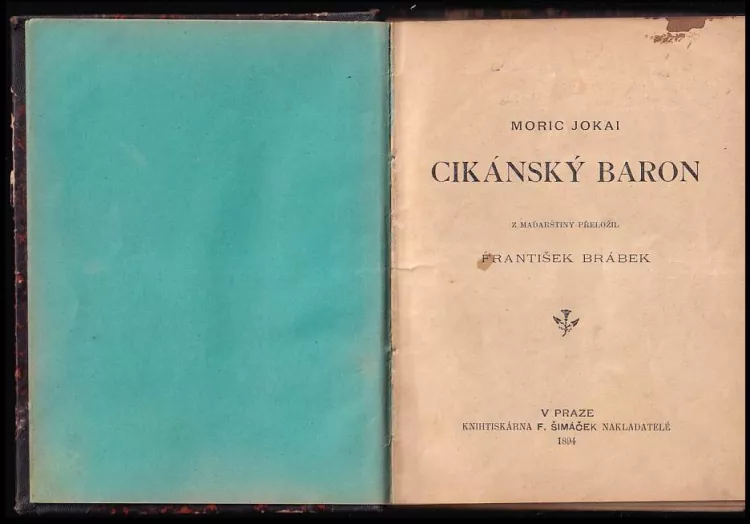 MORIC JOKAI
CIKÁNSKÝ BARON
Z MAĎARŠTINY PŘELOŽIL
FRANTIŠEK BRÁBEK
V PRAZE
KNIHTISKÁRNA F. ŠIMÁČEK NAKLADATELÉ
1894